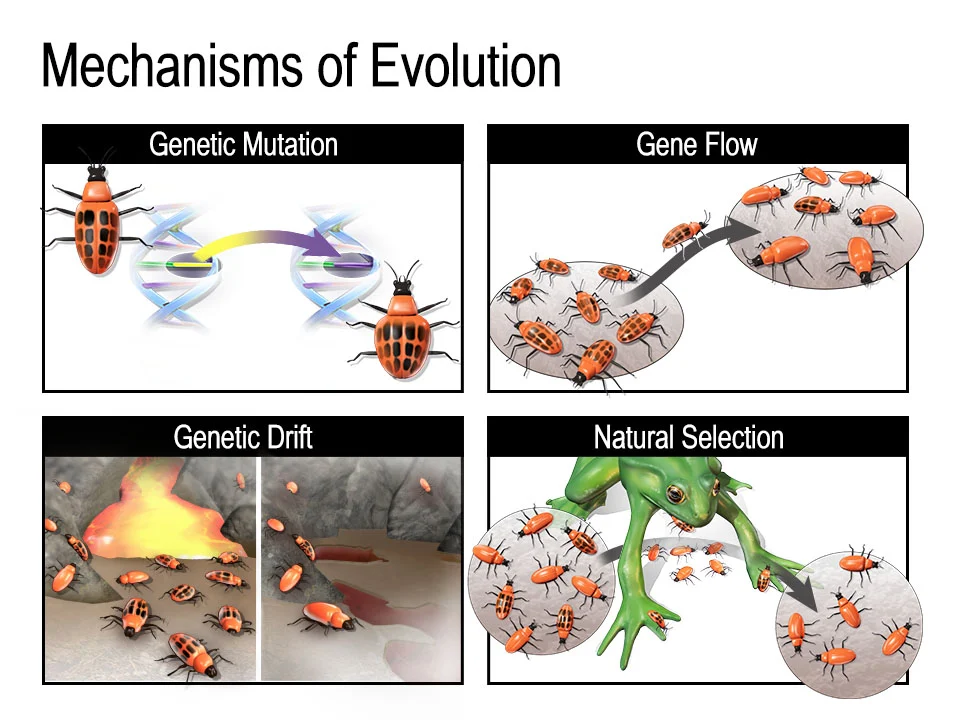 Mechanisms of Evolution
Genetic Mutation
Gene Flow
Genetic Drift
Natural Selection